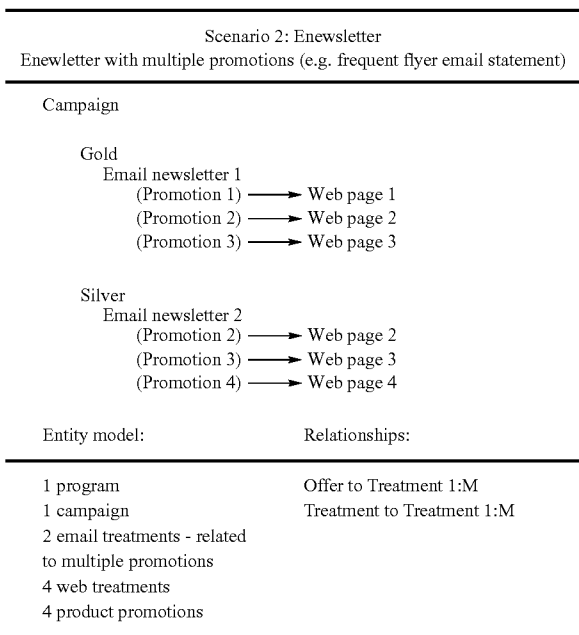 Scenario 2: Enewsletter
Enewletter with multiple promotions (e.g. frequent flyer email statement)
Campaign
Gold
Email newsletter 1
(Promotion 1) Web page 1
(Promotion 2) Web page 2
(Promotion 3) Web page 3
Silver
Email newsletter 2
(Promotion 2) Web page 2
(Promotion 3) Web page 3
(Promotion 4) Web page 4
Entity model: Relationships:
1 program Offer to Treatment 1:M
1 campaign Treatment to Treatment 1:M
2 email treatments - related
to multiple promotions
4 web treatments
4 product promotions